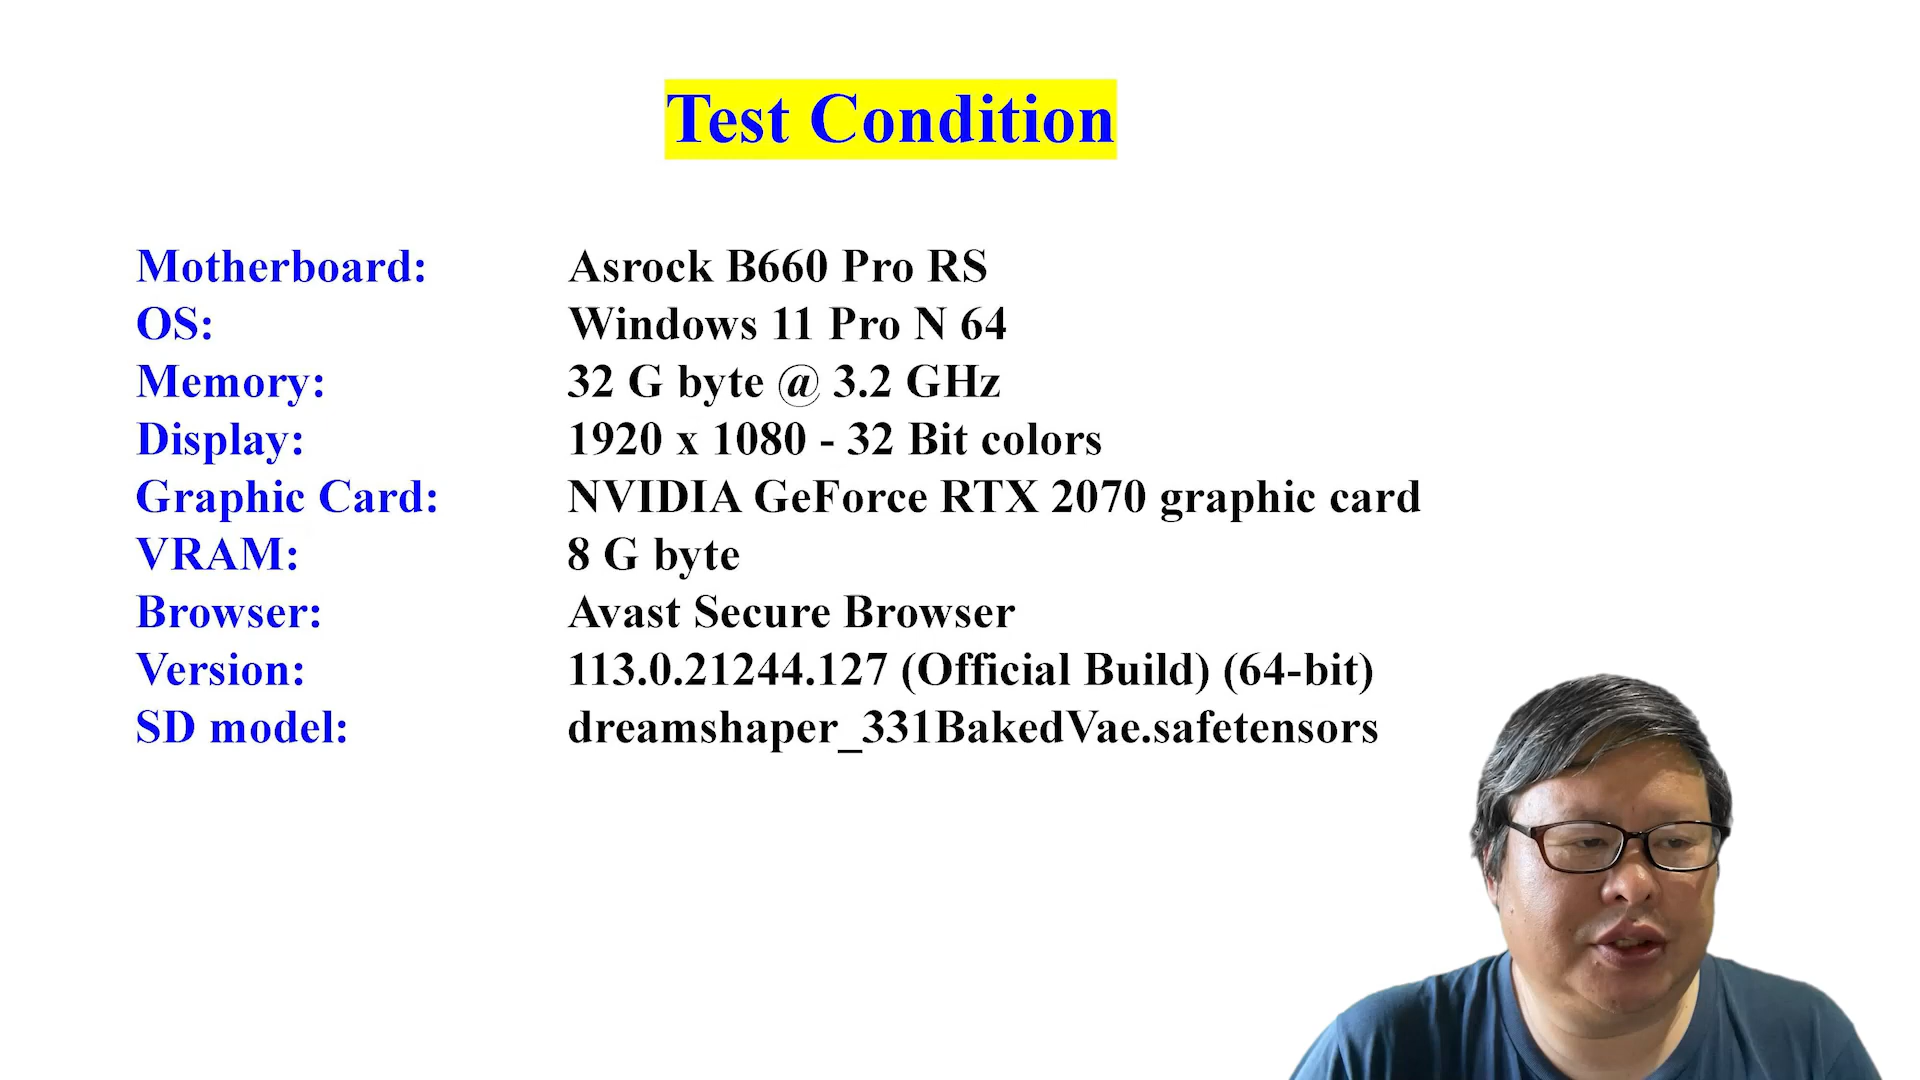 Test Condition
Motherboard: Asrock B660 Pro RS
OS: Windows 11 Pro N 64
Memory: 32 G byte @ 3.2 GHz
Display: 1920 x 1080 - 32 Bit colors
Graphic Card: NVIDIA GeForce RTX 2070 graphic card
VRAM: 8 G byte
Browser: Avast Secure Browser
Version: 113.0.21244.127 (Official Build) (64-bit)
SD model: dreamshaper_331BakedVae.safetensors